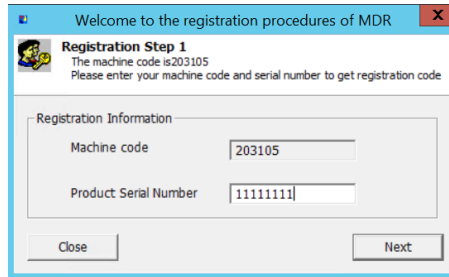 Welcome to the registration procedures of MDR
X
Registration Step 1
The machine code is203105
Please enter your machine code and serial number to get registration code
Registration Information
Machine code
203105
Product Serial Number
11111111
Close
Next